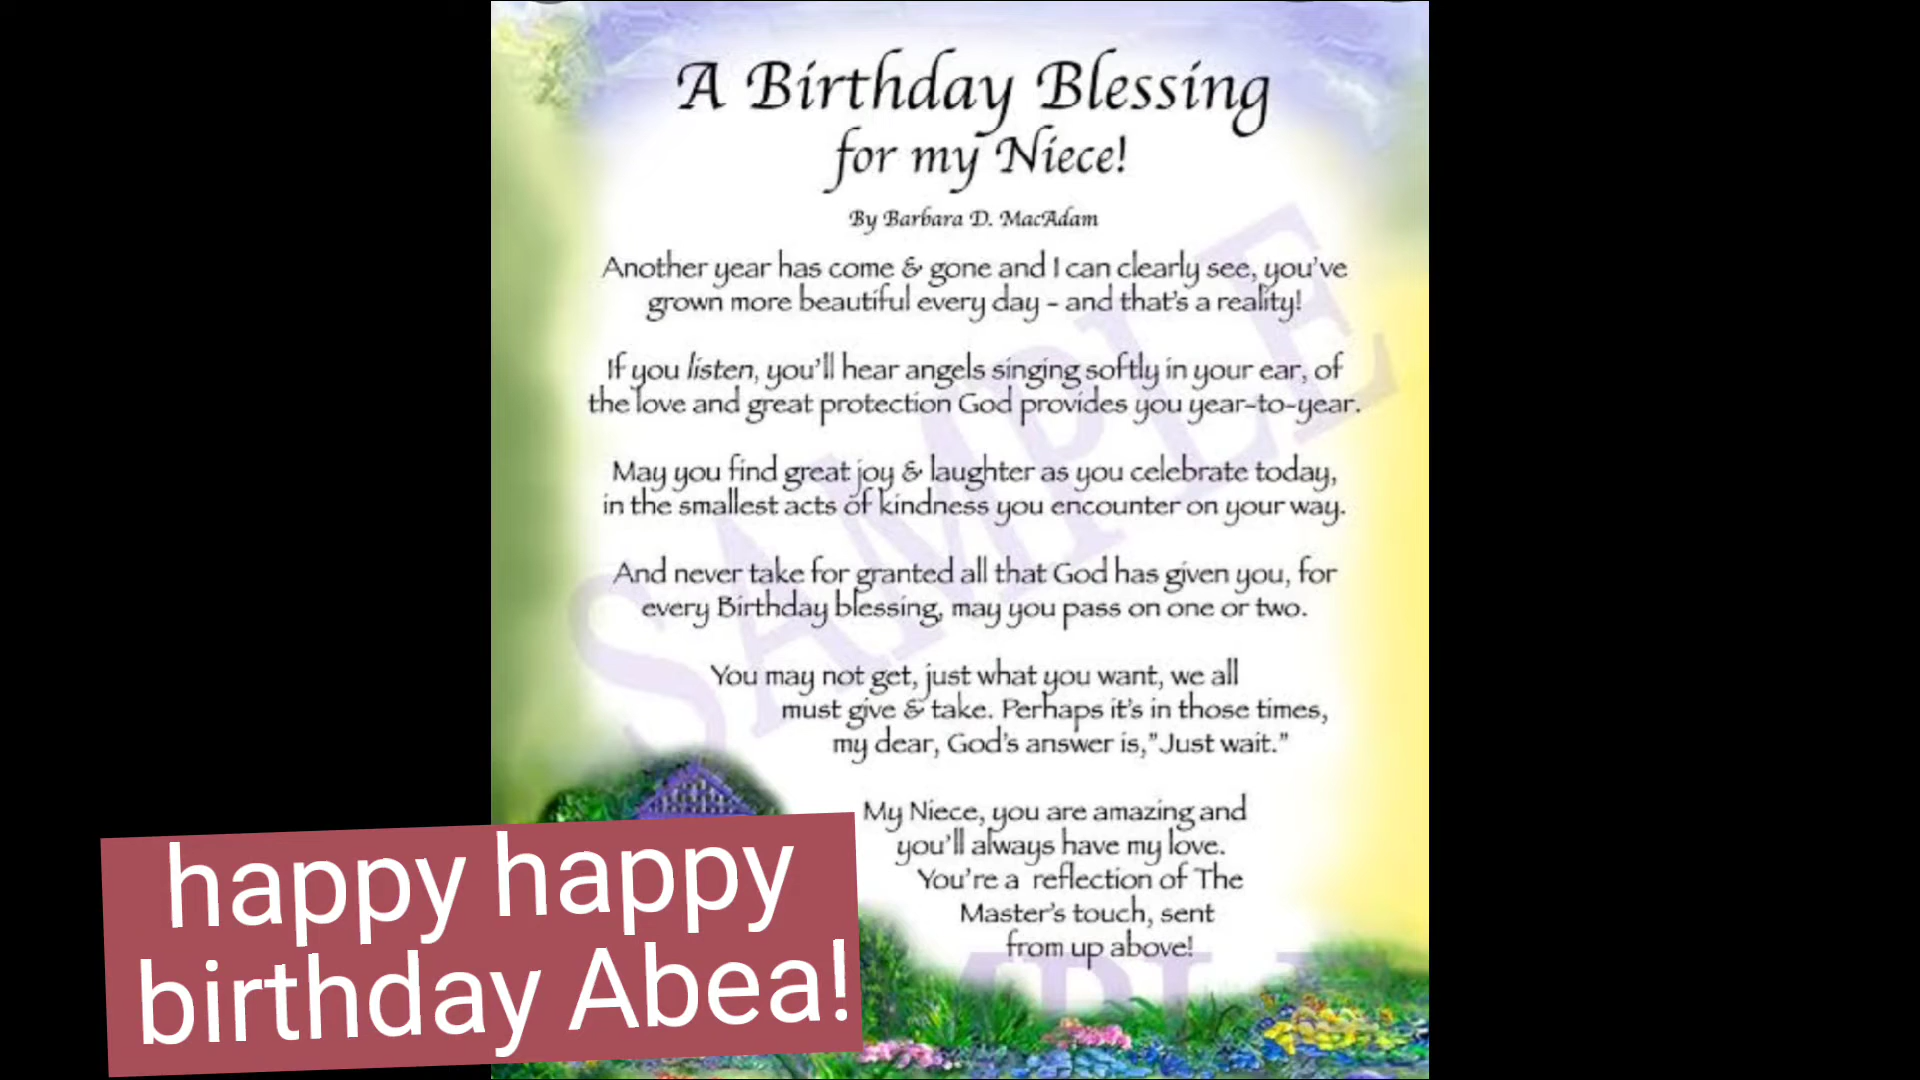 A Birthday Blessing
for my Niece!
By Barbara D. MacAdam
Another year has come & gone and I can clearly see, you've
grown more beautiful every day - and that's a reality!
If you listen, you'll hear angels singing softly in your ear, of
the love and great protection God provides you year-to-year.
May you find great joy & laughter as you celebrate today,
in the smallest acts of kindness you encounter on your way.
And never take for granted all that God has given you, for
every Birthday blessing, may you pass on one or two.
You may not get, just what you want, we all
must give & take. Perhaps it's in those times,
my dear, God's answer is,"Just wait."
My Niece, you are amazing and
you'll always have my love.
You're a reflection of The
Master's touch, sent
from up above!
SAMPLE
happy happy
birthday Abea!